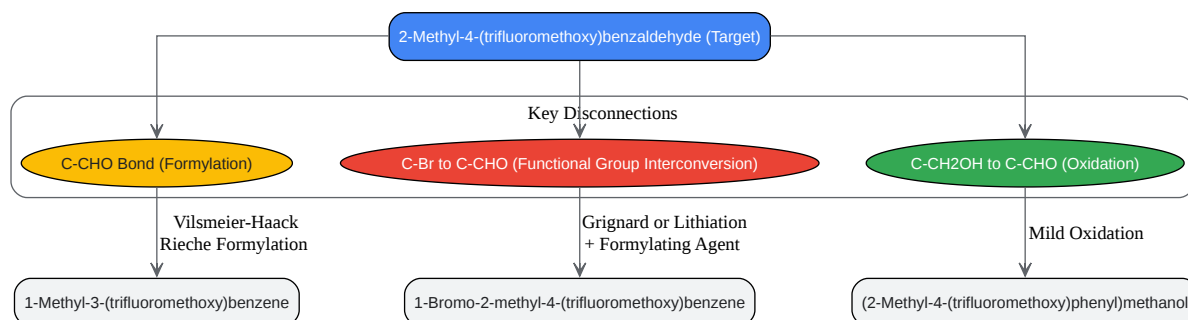 2-Methyl-4-(trifluoromethoxy)benzaldehyde (Target)
Key Disconnections
C-CHO Bond (Formylation)
C-Br to C-CHO (Functional Group Interconversion)
C-CH2OH to C-CHO (Oxidation)
Vilsmeier-Haack
Rieche Formylation
Grignard or Lithiation
+ Formylating Agent
Mild Oxidation
1-Methyl-3-(trifluoromethoxy)benzene
1-Bromo-2-methyl-4-(trifluoromethoxy)benzene
(2-Methyl-4-(trifluoromethoxy)phenyl)methanol